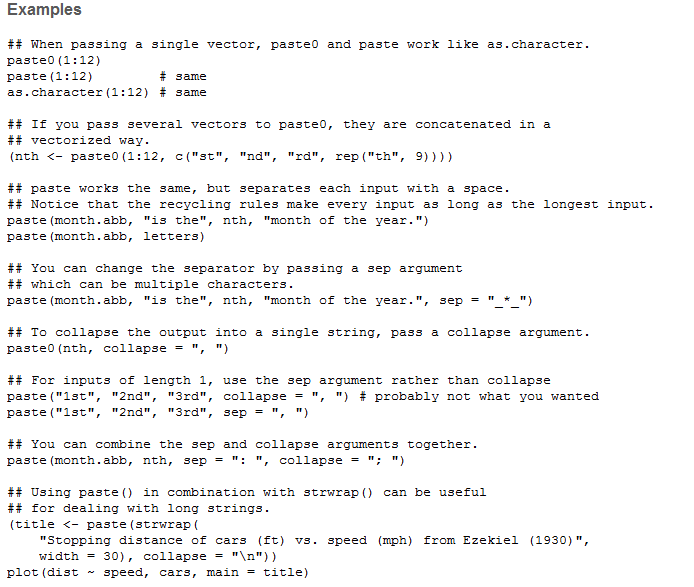 Examples
## When passing a single vector, paste0 and paste work like as.character.
paste0(1:12)
paste(1:12)        # same
as.character(1:12) # same
## If you pass several vectors to paste0, they are concatenated in a
## vectorized way.
(nth <- paste0(1:12, c("st", "nd", "rd", rep("th", 9))))
## paste works the same, but separates each input with a space.
## Notice that the recycling rules make every input as long as the longest input.
paste(month.abb, "is the", nth, "month of the year.")
paste(month.abb, letters)
## You can change the separator by passing a sep argument
## which can be multiple characters.
paste(month.abb, "is the", nth, "month of the year.", sep = "_*_")
## To collapse the output into a single string, pass a collapse argument.
paste0(nth, collapse = ", ")
## For inputs of length 1, use the sep argument rather than collapse
paste("1st", "2nd", "3rd", collapse = ", ") # probably not what you wanted
paste("1st", "2nd", "3rd", sep = ", ")
## You can combine the sep and collapse arguments together.
paste(month.abb, nth, sep = ": ", collapse = "; ")
## Using paste() in combination with strwrap() can be useful
## for dealing with long strings.
(title <- paste(strwrap(
    "Stopping distance of cars (ft) vs. speed (mph) from Ezekiel (1930)",
    width = 30), collapse = "\n"))
plot(dist ~ speed, cars, main = title)